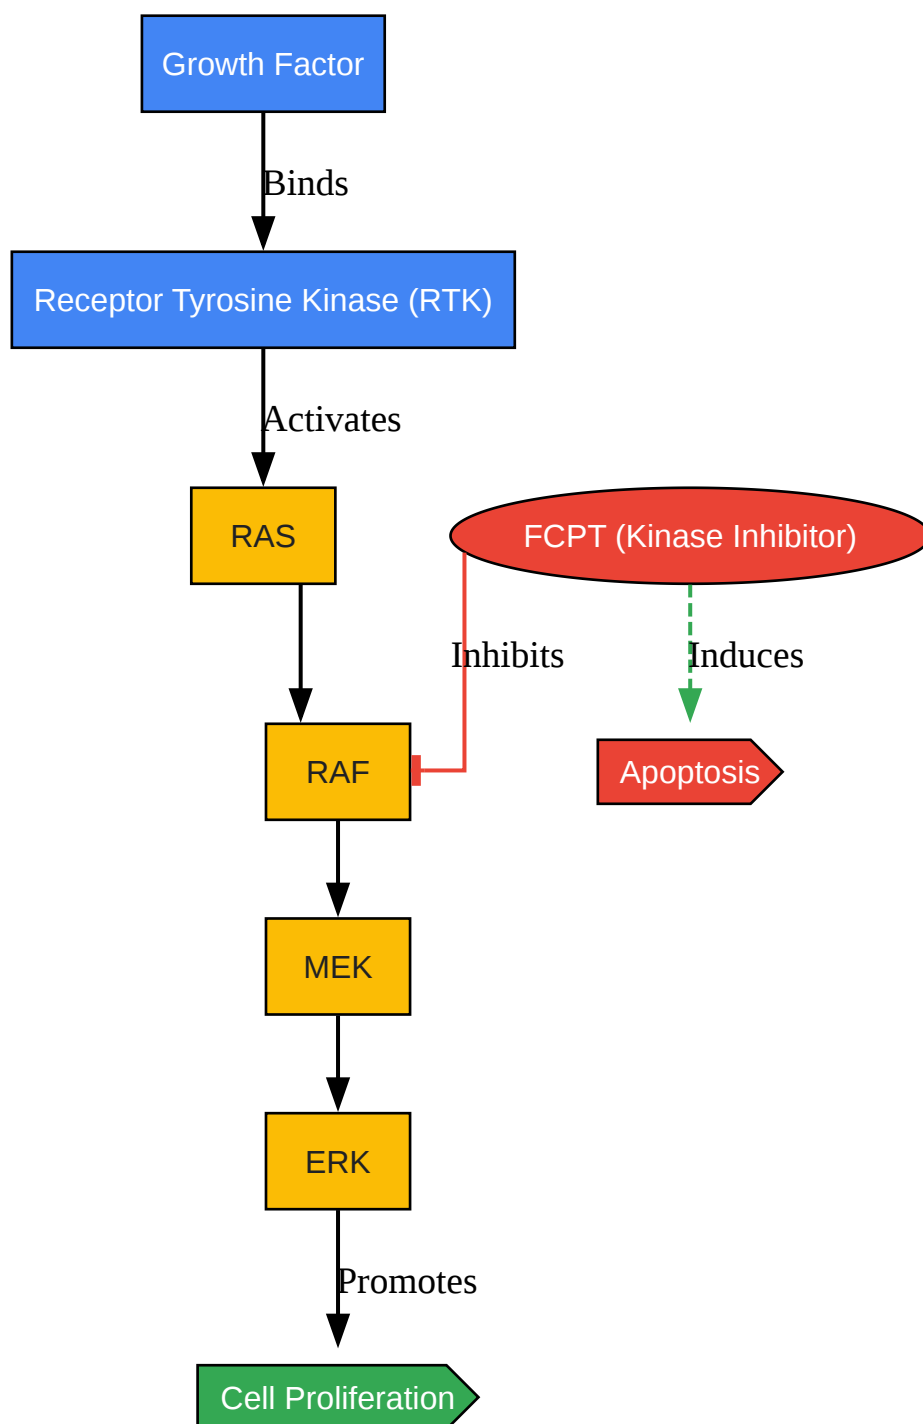 Growth Factor
Binds
Receptor Tyrosine Kinase (RTK)
Activates
RAS
FCPT (Kinase Inhibitor)
Inhibits
Induces
RAF
Apoptosis
MEK
ERK
Promotes
Cell Proliferation